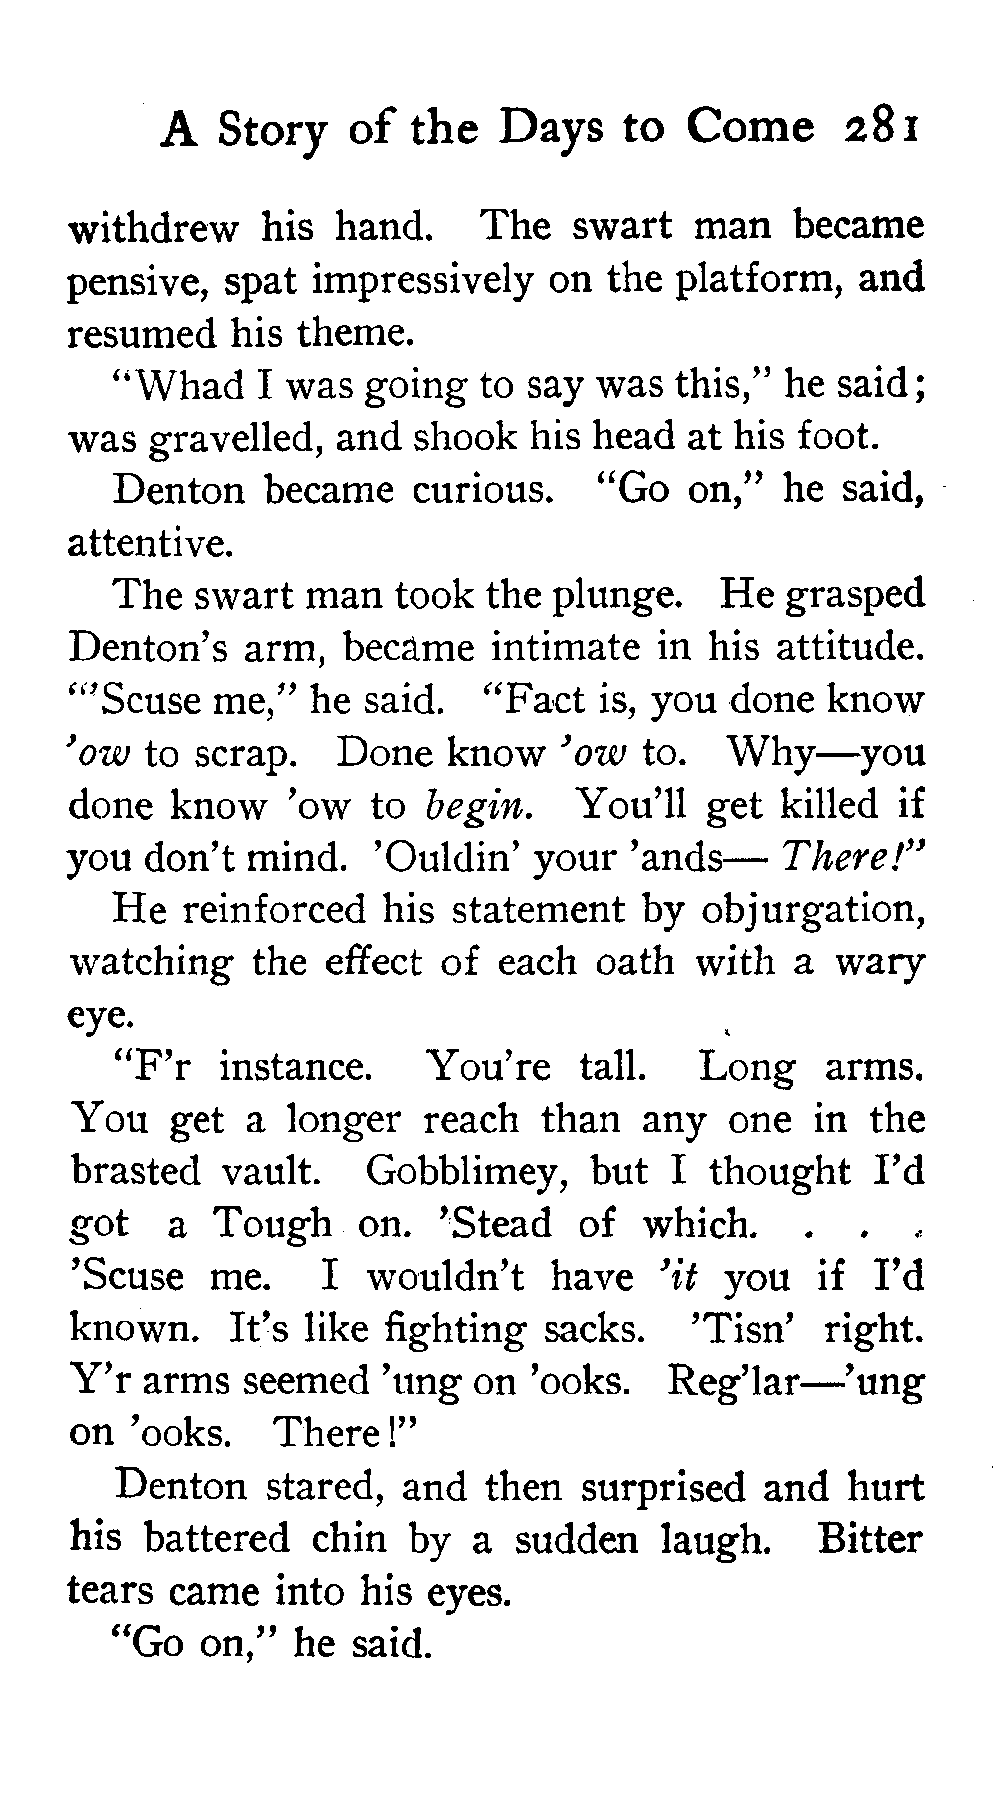 A Story of the Days to Come 281
withdrew his hand. The swart man became
pensive, spat impressively on the platform, and
resumed his theme.
“Whad I was going to say was this,” he said;
was gravelled, and shook his head at his foot.
Denton became curious. “Go on,” he said,
attentive.
The swart man took the plunge. He grasped
Denton’s arm, became intimate in his attitude.
“’Scuse me,” he said. “Fact is, you done know
’ow to scrap. Done know ’ow to. Why—you
done know ’ow to begin. You’ll get killed if
you don’t mind. ’Ouldin’ your ’ands— There!”
He reinforced his statement by objurgation,
watching the effect of each oath with a wary
eye.
“F’r instance. You’re tall. Long arms.
You get a longer reach than any one in the
brasted vault. Gobblimey, but I thought I’d
got a Tough on. ’Stead of which. . . .
’Scuse me. I wouldn’t have ’it you if I’d
known. It’s like fighting sacks. ’Tisn’ right.
Y’r arms seemed ’ung on ’ooks. Reg’lar—’ung
on ’ooks. There!”
Denton stared, and then surprised and hurt
his battered chin by a sudden laugh. Bitter
tears came into his eyes.
“Go on,” he said.